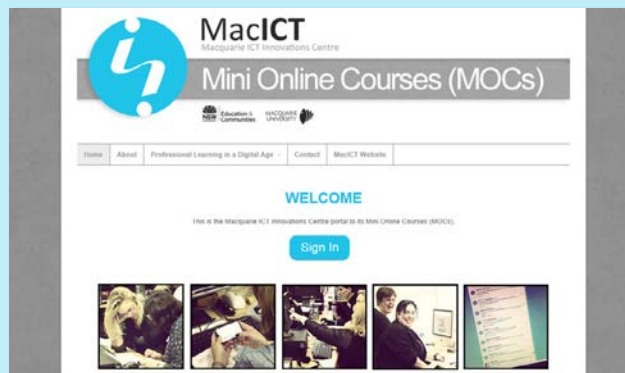 MacICT
Macquarie ICT Innovations Centre
Mini Online Courses (MOCs)
NSW Education & Communities MACQUARIE UNIVERSITY
Home About Professional Learning in a Digital Age Contact MacICT Website
WELCOME
This is the Macquarie ICT Innovations Centre portal to its Mini Online Courses (MOCs).
Sign In